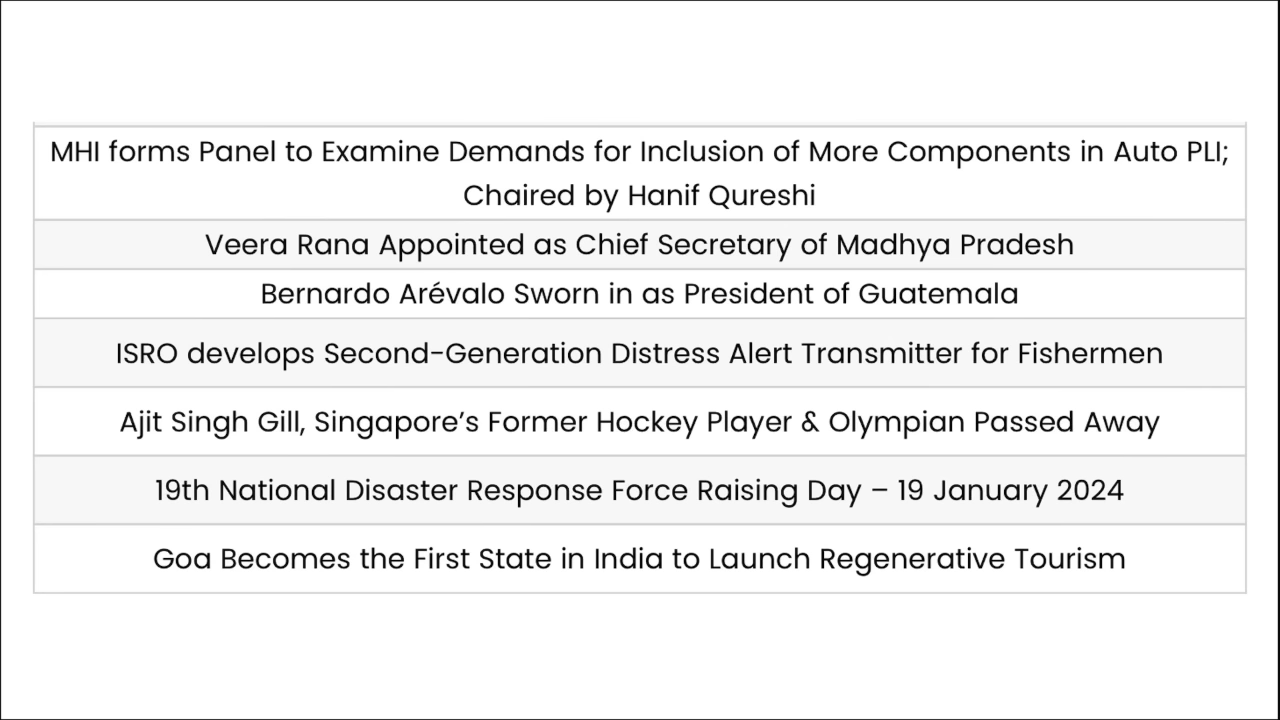 MHI forms Panel to Examine Demands for Inclusion of More Components in Auto PLI;
Chaired by Hanif Qureshi
Veera Rana Appointed as Chief Secretary of Madhya Pradesh
Bernardo Arévalo Sworn in as President of Guatemala
ISRO develops Second-Generation Distress Alert Transmitter for Fishermen
Ajit Singh Gill, Singapore’s Former Hockey Player & Olympian Passed Away
19th National Disaster Response Force Raising Day – 19 January 2024
Goa Becomes the First State in India to Launch Regenerative Tourism